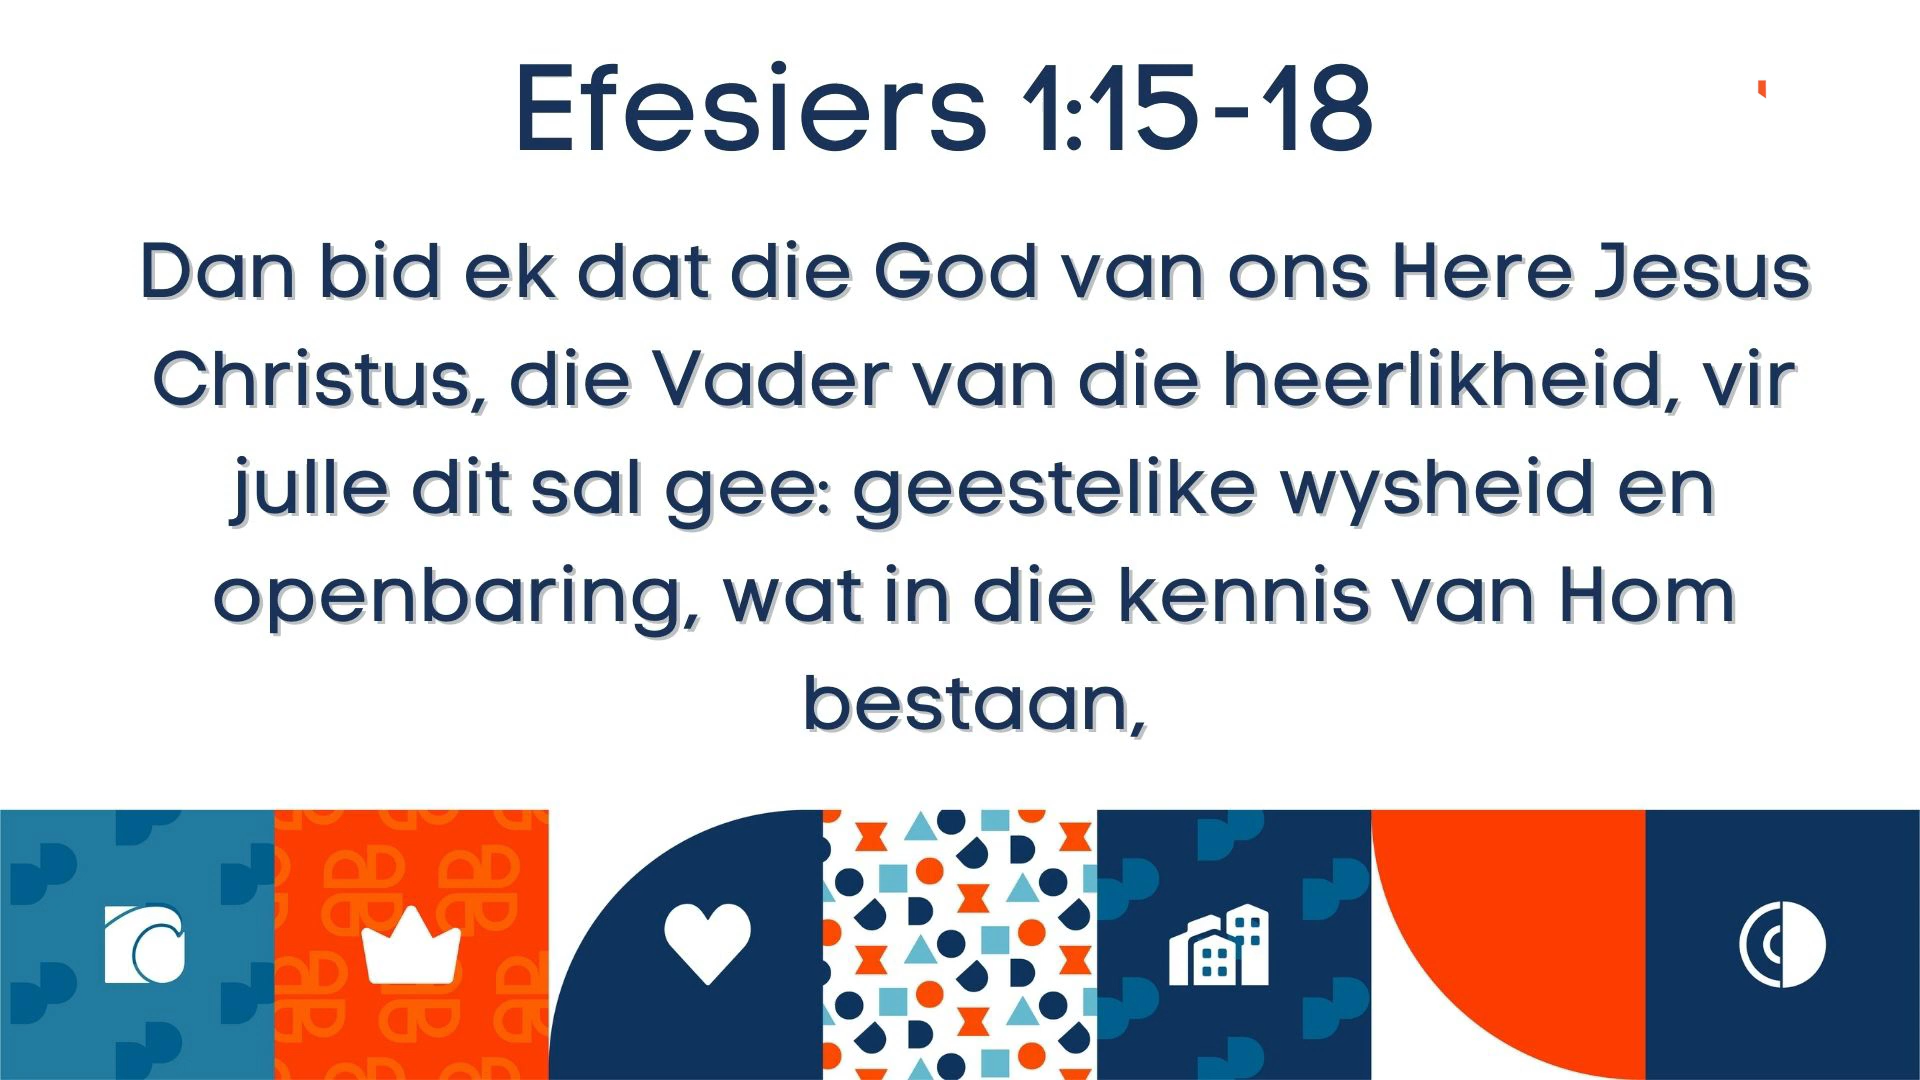 Efesiers 1:15-18
Dan bid ek dat die God van ons Here Jesus
Christus, die Vader van die heerlikheid, vir
julle dit sal gee: geestelike wysheid en
openbaring, wat in die kennis van Hom
bestaan,